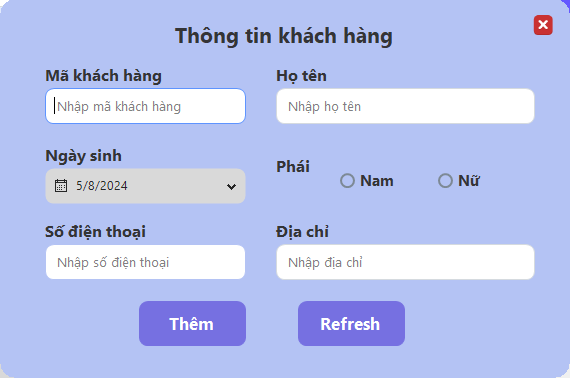 Thông tin khách hàng
Mã khách hàng
Họ tên
Nhập mã khách hàng
Nhập họ tên
Ngày sinh
Phái
5/8/2024
Nam
Nữ
Số điện thoại
Địa chỉ
Nhập số điện thoại
Nhập địa chỉ
Thêm
Refresh